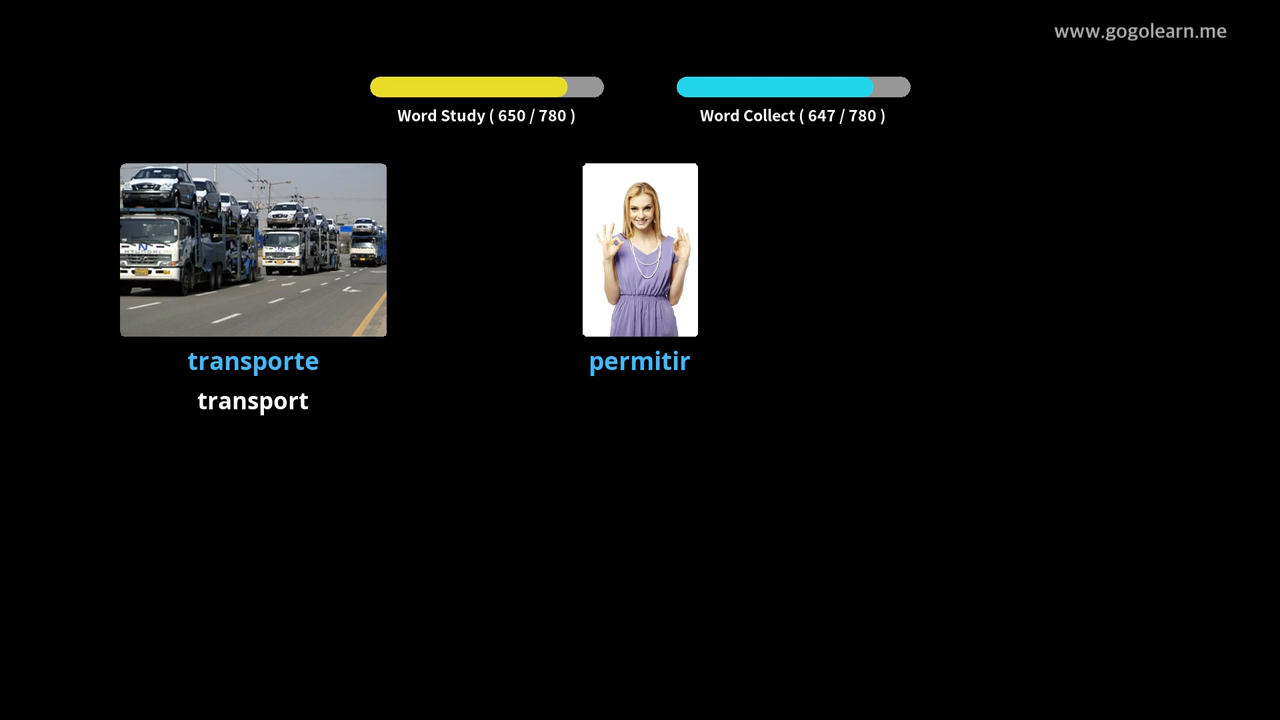 www.gogolearn.me
Word Study ( 650 / 780 )
Word Collect ( 647 / 780 )
transporte
transport
permitir